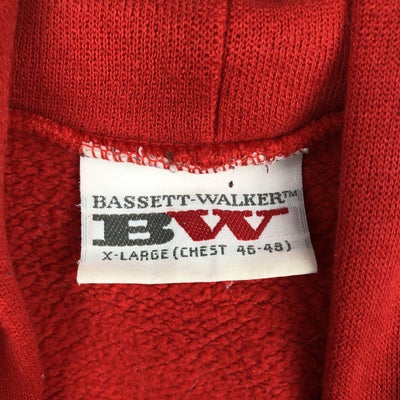 BASSETT-WALKER™
BW
X-LARGE (CHEST 46-48)